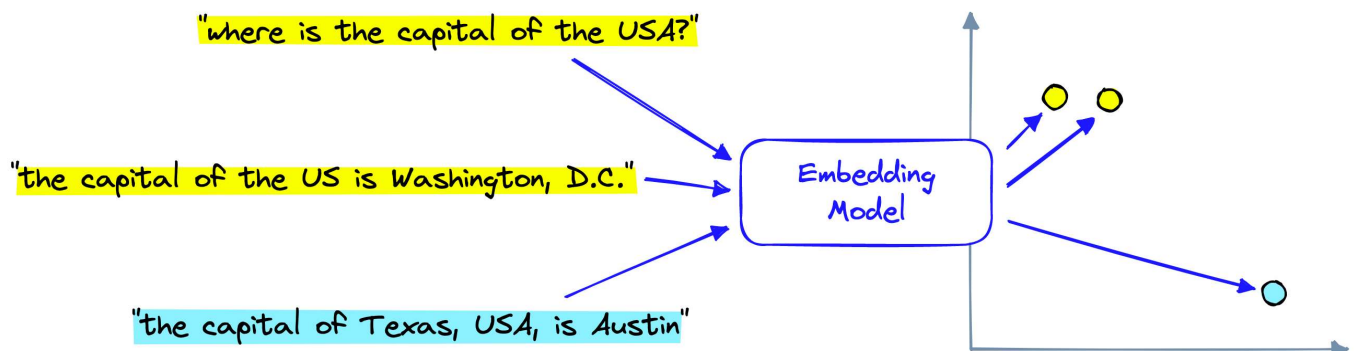 "where is the capital of the USA?"
"the capital of the US is Washington, D.C."
Embedding
Model
"the capital of Texas, USA, is Austin"